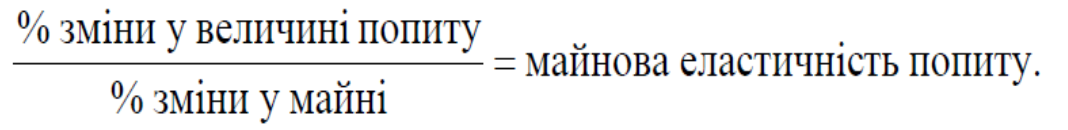 % зміни у величині попиту
% зміни у майні
= майнова еластичність попиту.